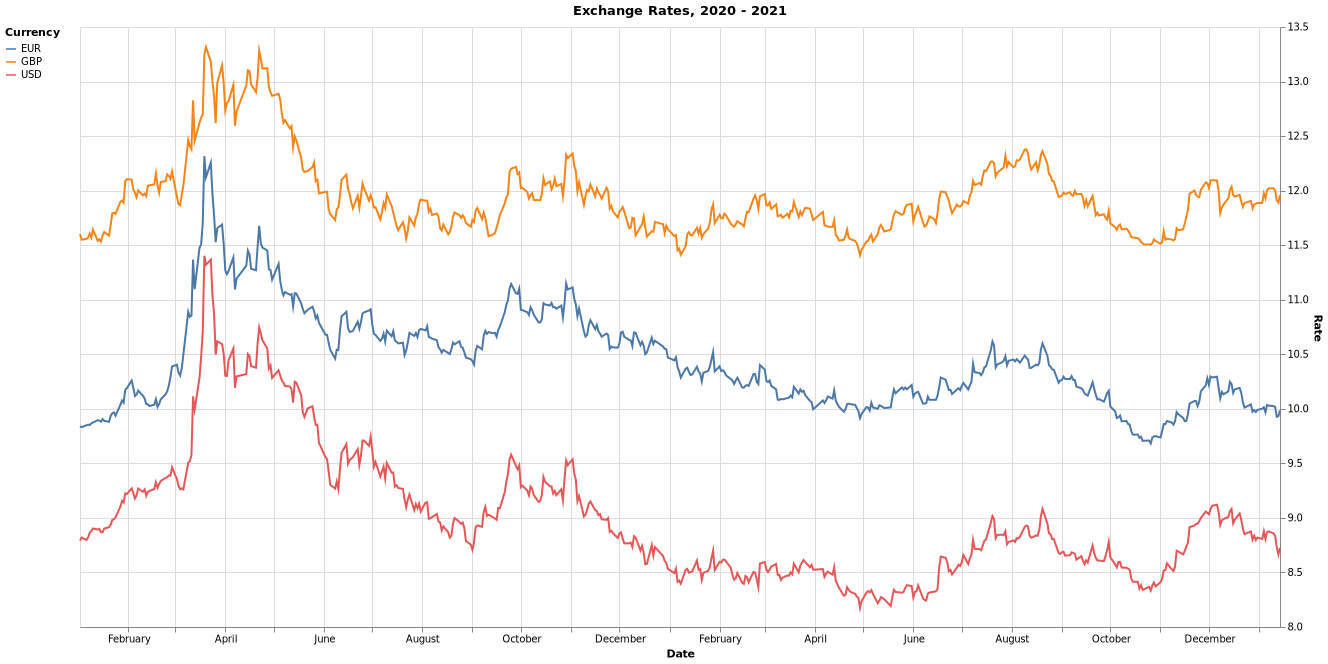 Exchange Rates, 2020 - 2021
Currency
EUR
GBP
USD
13.5
13.0
12.5
12.0
11.5
11.0
10.5
10.0
9.5
9.0
8.5
8.0
Rate
February April June August October December February April June August October December
Date